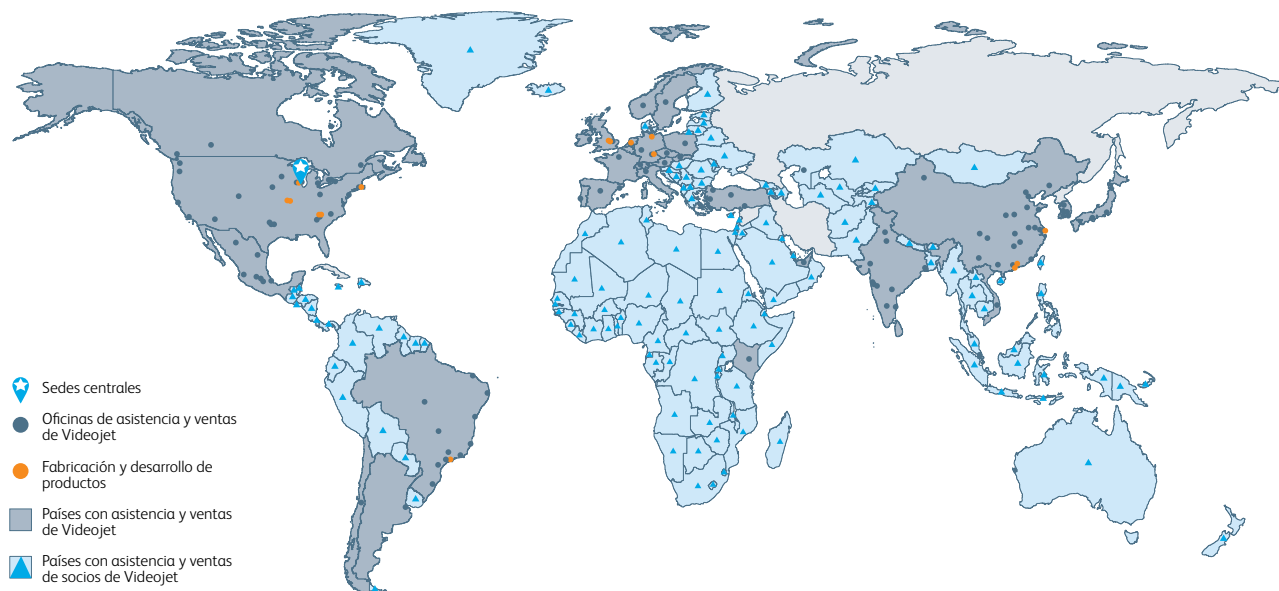 Sedes centrales
Oficinas de asistencia y ventas
de Videojet
Fabricación y desarrollo de
productos
Países con asistencia y ventas
de Videojet
Países con asistencia y ventas
de socios de Videojet